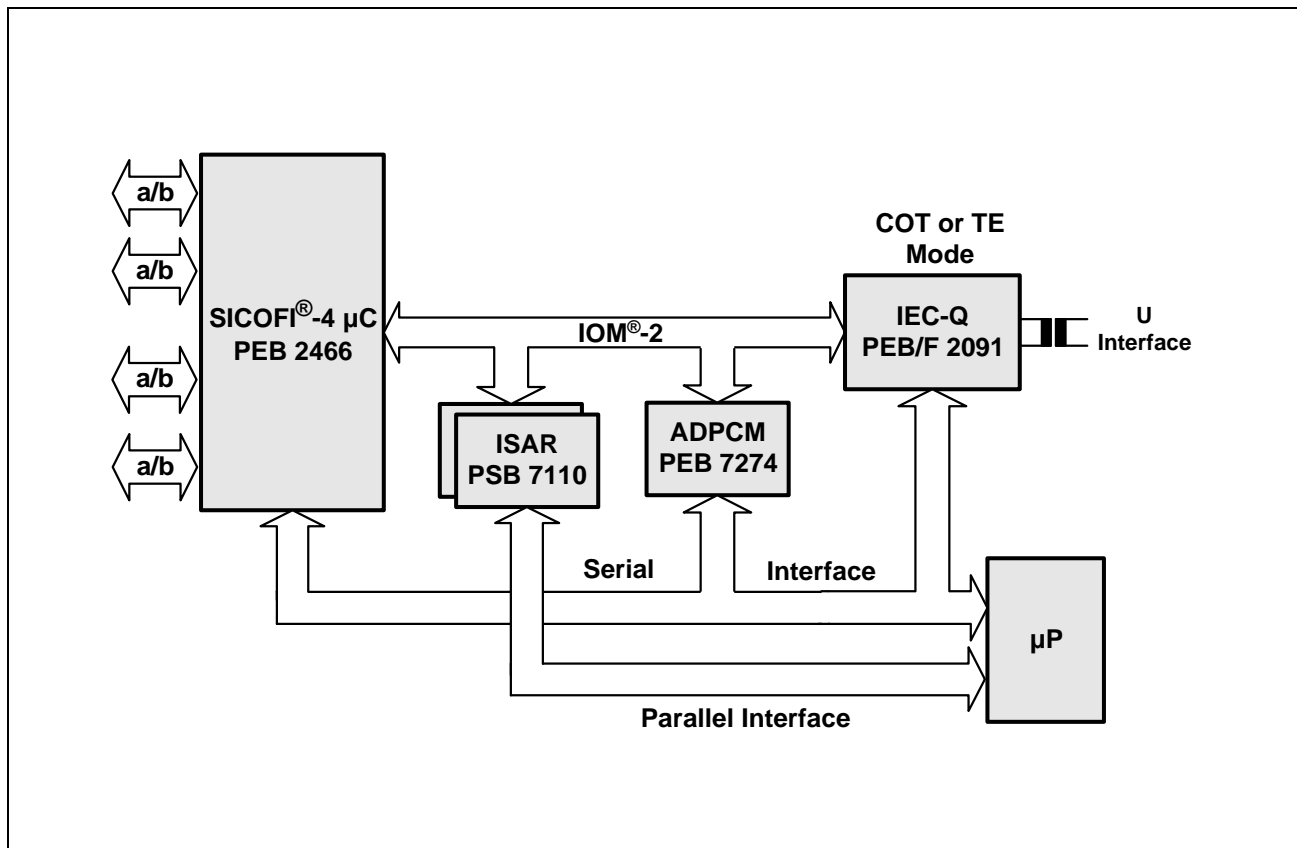 a/b
a/b
a/b
a/b
SICOFI®-4 µC
PEB 2466
IOM®-2
COT or TE
Mode
IEC-Q
PEB/F 2091
U
Interface
ISAR
PSB 7110
ADPCM
PEB 7274
Serial Interface
µP
Parallel Interface